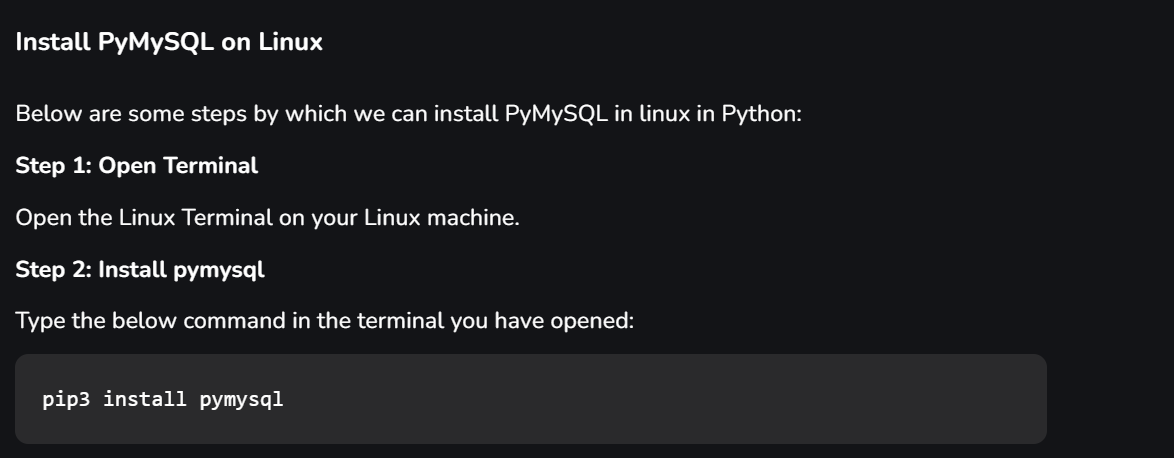 Install PyMySQL on Linux
Below are some steps by which we can install PyMySQL in linux in Python:
Step 1: Open Terminal
Open the Linux Terminal on your Linux machine.
Step 2: Install pymysql
Type the below command in the terminal you have opened:
pip3 install pymysql